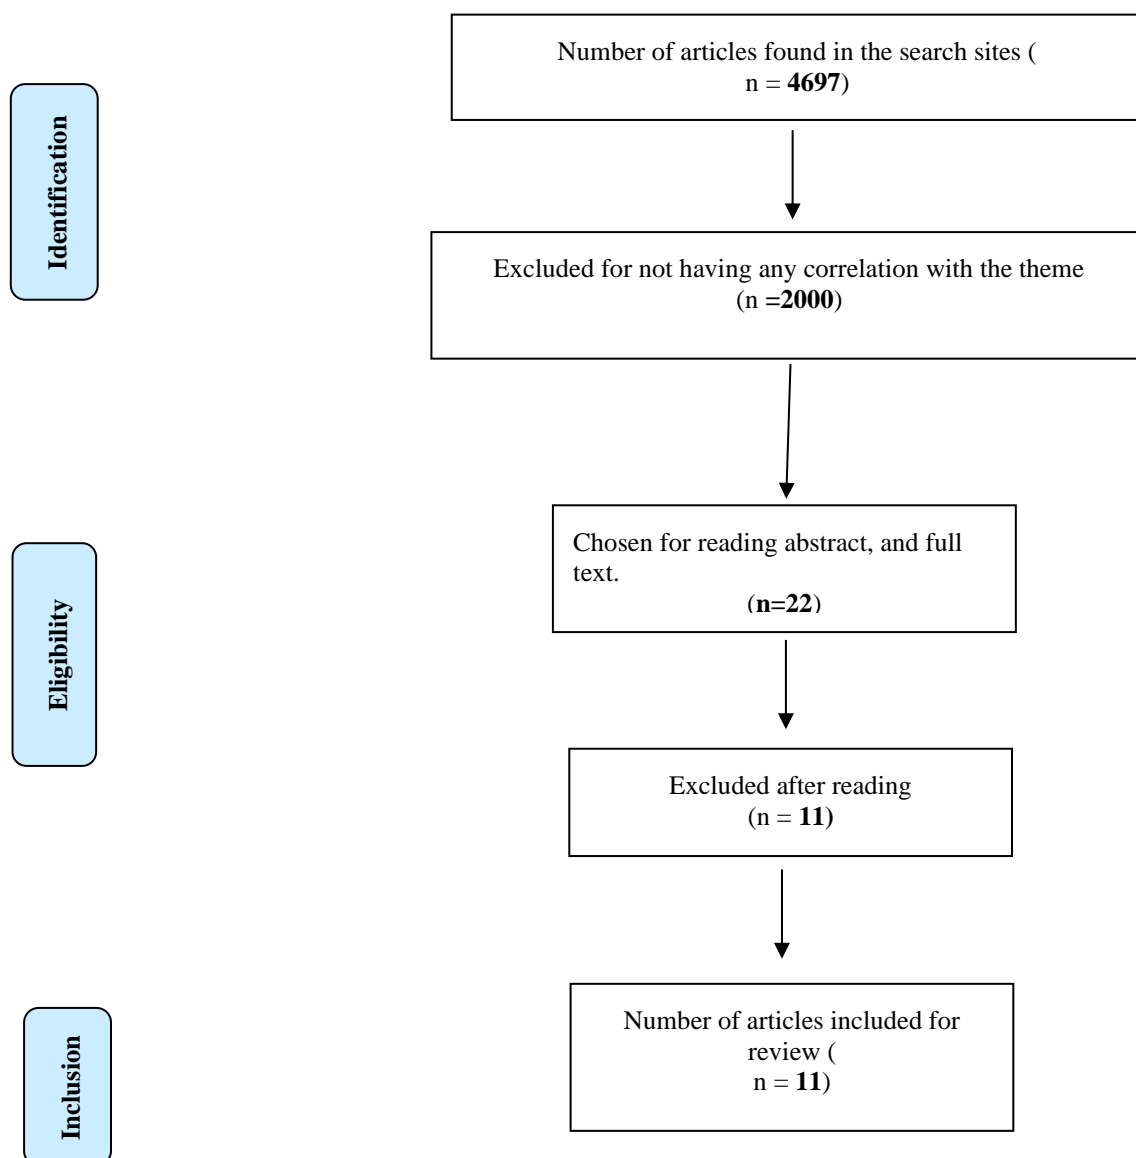 Number of articles found in the search sites (
n = 4697)
Identification
Excluded for not having any correlation with the theme
(n =2000)
Chosen for reading abstract, and full
text.
(n=22)
Eligibility
Excluded after reading
(n = 11)
Number of articles included for
review (
n = 11)
Inclusion